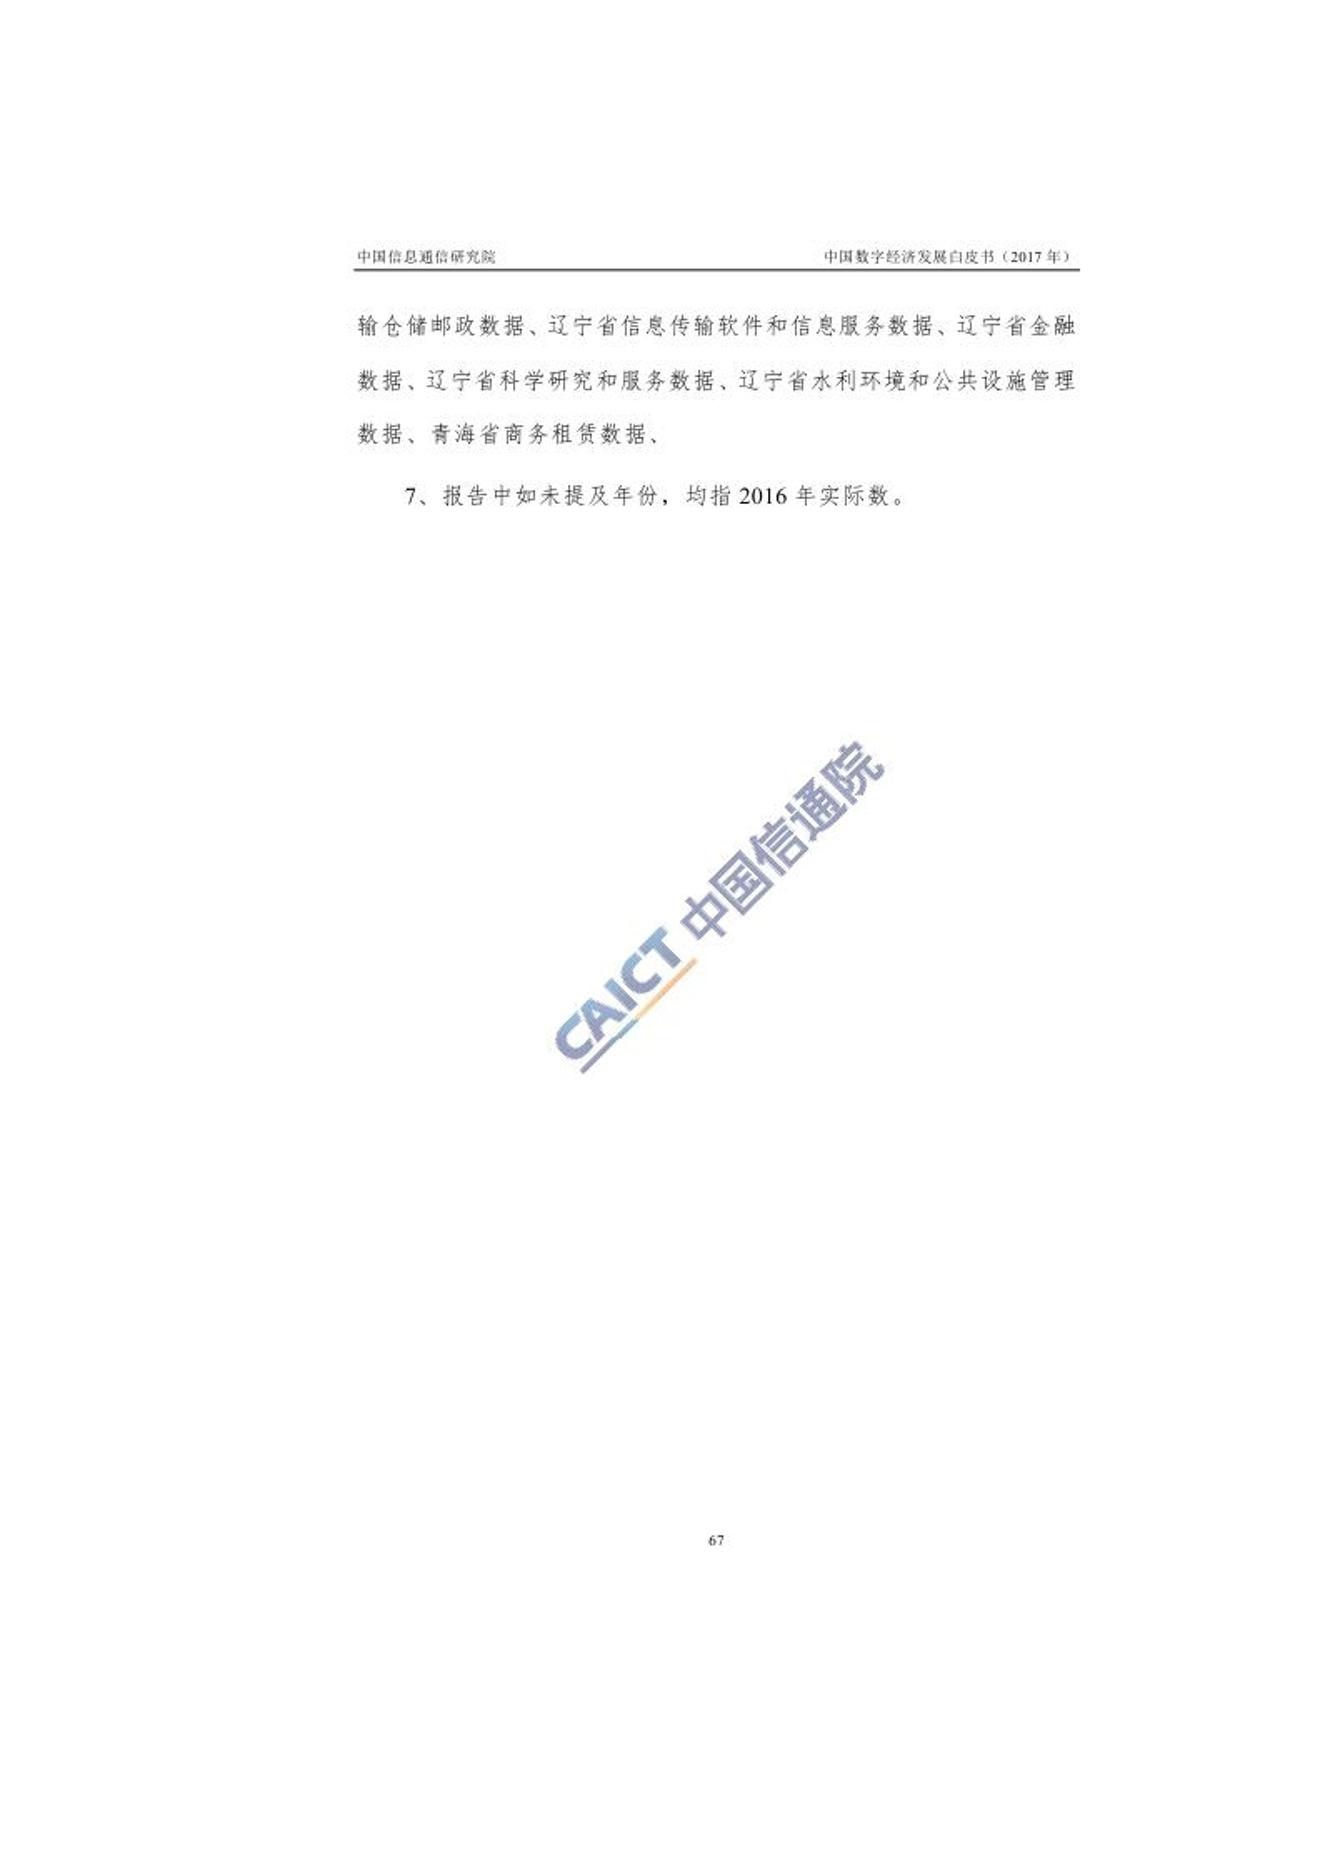 中国信息通信研究院 中国数字经济发展白皮书（2017 年）
输仓储邮政数据、辽宁省信息传输软件和信息服务数据、辽宁省金融
数据、辽宁省科学研究和服务数据、辽宁省水利环境和公共设施管理
数据、青海省商务租赁数据、
7、报告中如未提及年份，均指 2016 年实际数。
CAICT 中国信通院
67